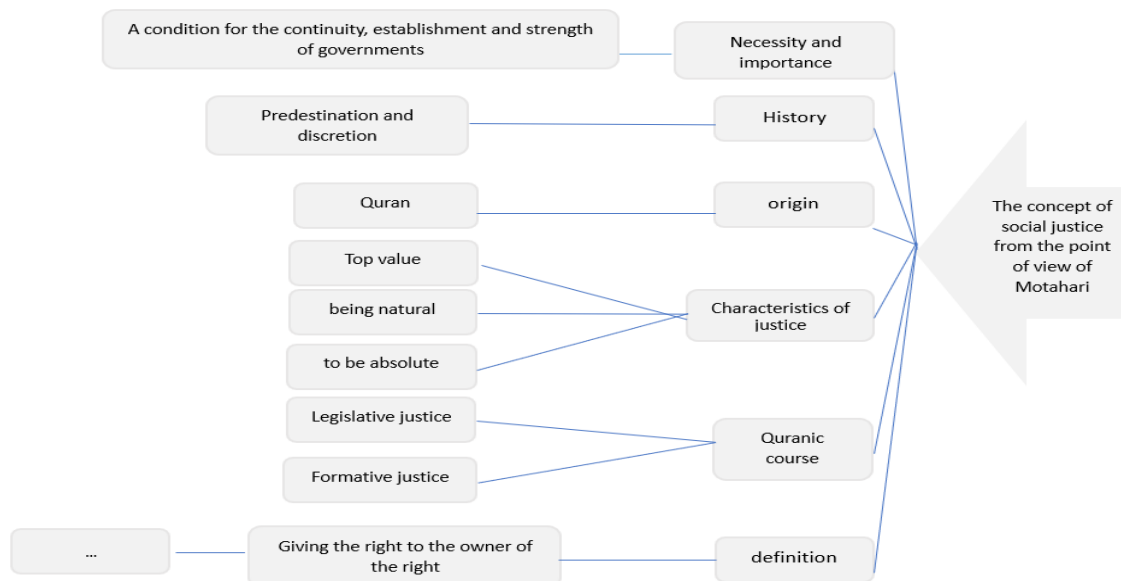 A condition for the continuity, establishment and strength
of governments
Necessity and
importance
Predestination and
discretion
History
Quran
origin
The concept of
social justice
from the point
of view of
Motahari
Top value
being natural
to be absolute
Characteristics of
justice
Legislative justice
Formative justice
Quranic
course
...
Giving the right to the owner of
the right
definition